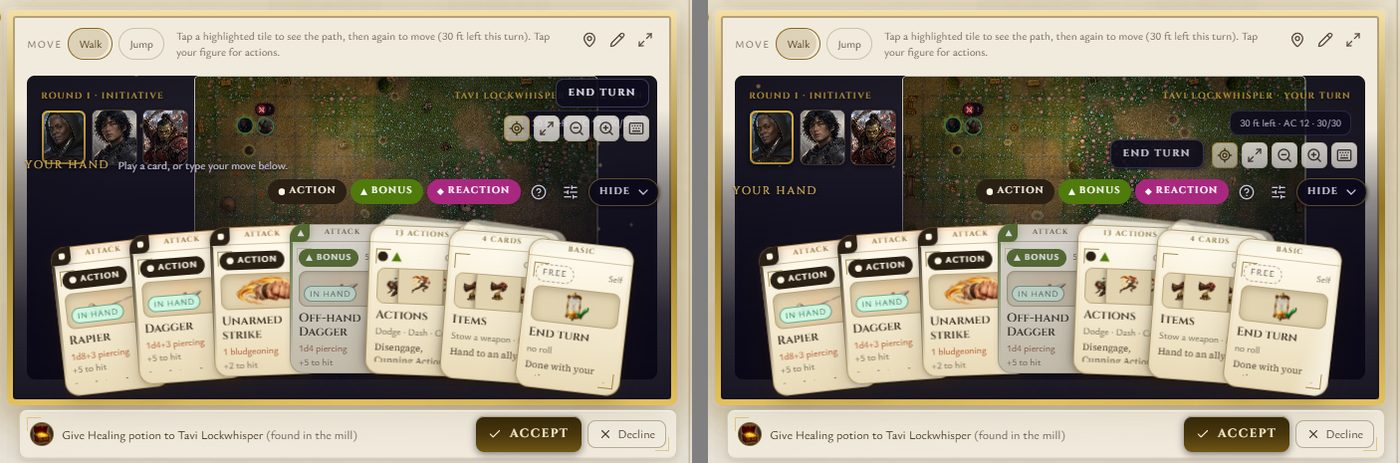 MOVE Walk Jump Tap a highlighted tile to see the path, then again to move (30 ft left this turn). Tap
your figure for actions.
ROUND 1 · INITIATIVE
TAVI LOCKWHISPE
END TURN
YOUR HAND Play a card, or type your move below.
ACTION BONUS REACTION HIDE
ATTACK
ACTION
IN HAND
RAPIER
1d8+3 piercing
+5 to hit
ATTACK
ACTION
IN HAND
DAGGER
1d4+3 piercing
+5 to hit
ATTACK
ACTION
UNARMED
STRIKE
1 bludgeoning
+2 to hit
ATTACK
BONUS 5
IN HAND
OFF-HAND
DAGGER
1d4 piercing
+5 to hit
13 ACTIONS
ACTIONS
Dodge · Dash · C
Disengage,
Cunning Actio
4 CARDS
ITEMS
Stow a weapon ·
Hand to an ally
BASIC
FREE Self
END TURN
no roll
Done with your
Give Healing potion to Tavi Lockwhisper (found in the mill)
ACCEPT Decline
MOVE Walk Jump Tap a highlighted tile to see the path, then again to move (30 ft left this turn). Tap
your figure for actions.
ROUND 1 · INITIATIVE
TAVI LOCKWHISPER · YOUR TURN
30 ft left · AC 12 · 30/30
END TURN
YOUR HAND
ACTION BONUS REACTION HIDE
ATTACK
ACTION
IN HAND
RAPIER
1d8+3 piercing
+5 to hit
ATTACK
ACTION
IN HAND
DAGGER
1d4+3 piercing
+5 to hit
ATTACK
ACTION
UNARMED
STRIKE
1 bludgeoning
+2 to hit
ATTACK
BONUS 5
IN HAND
OFF-HAND
DAGGER
1d4 piercing
+5 to hit
13 ACTIONS
ACTIONS
Dodge · Dash · C
Disengage,
Cunning Actio
4 CARDS
ITEMS
Stow a weapon ·
Hand to an ally
BASIC
FREE Self
END TURN
no roll
Done with your
Give Healing potion to Tavi Lockwhisper (found in the mill)
ACCEPT Decline